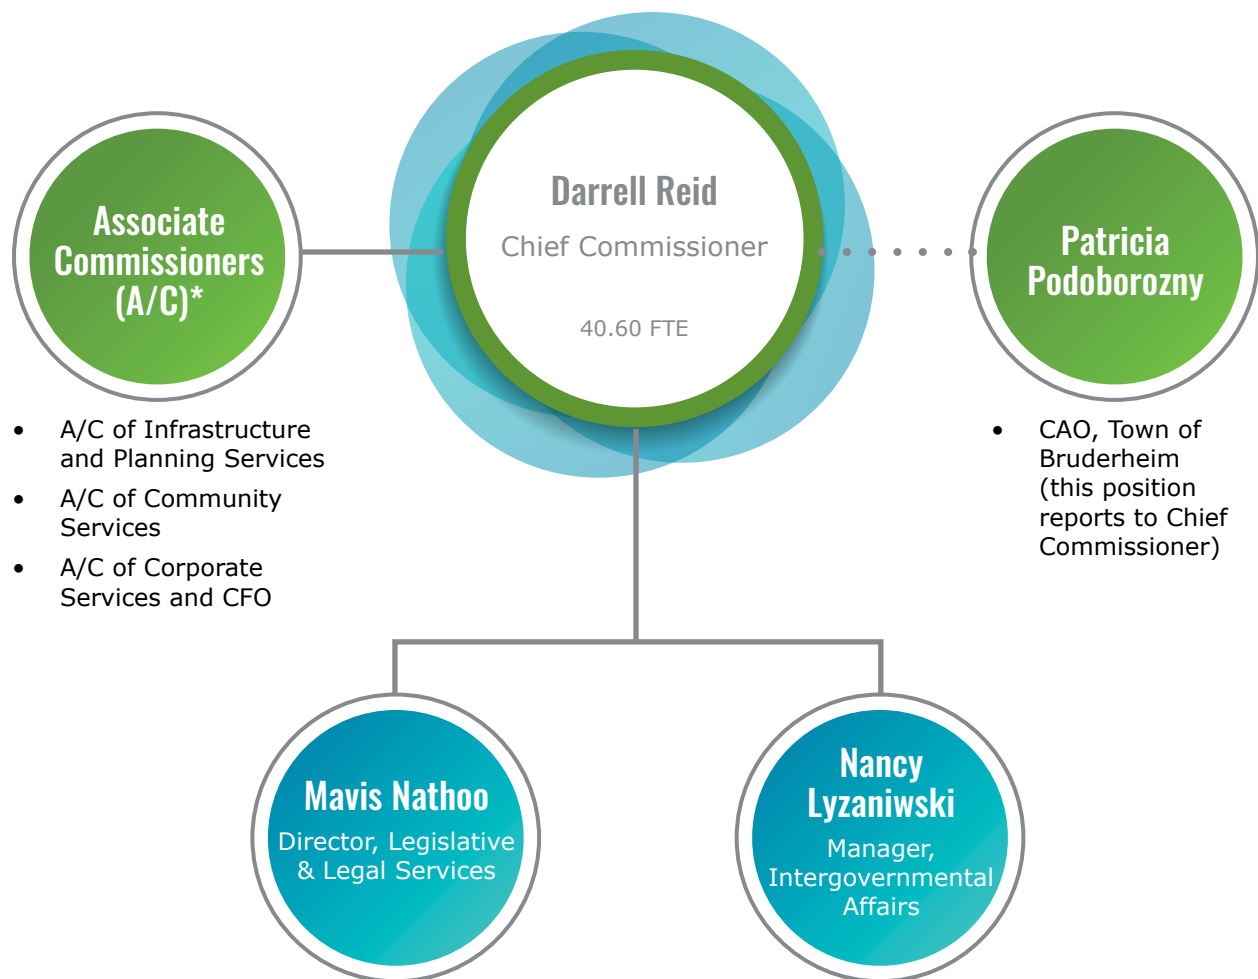 Darrell Reid
Chief Commissioner
40.60 FTE
Associate
Commissioners
(A/C)*
• A/C of Infrastructure
and Planning Services
• A/C of Community
Services
• A/C of Corporate
Services and CFO
Patricia
Podoborozny
• CAO, Town of
Bruderheim
(this position
reports to Chief
Commissioner)
Mavis Nathoo
Director, Legislative
& Legal Services
Nancy
Lyzaniwski
Manager,
Intergovernmental
Affairs